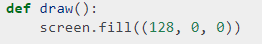 def draw():
    screen.fill((128, 0, 0))